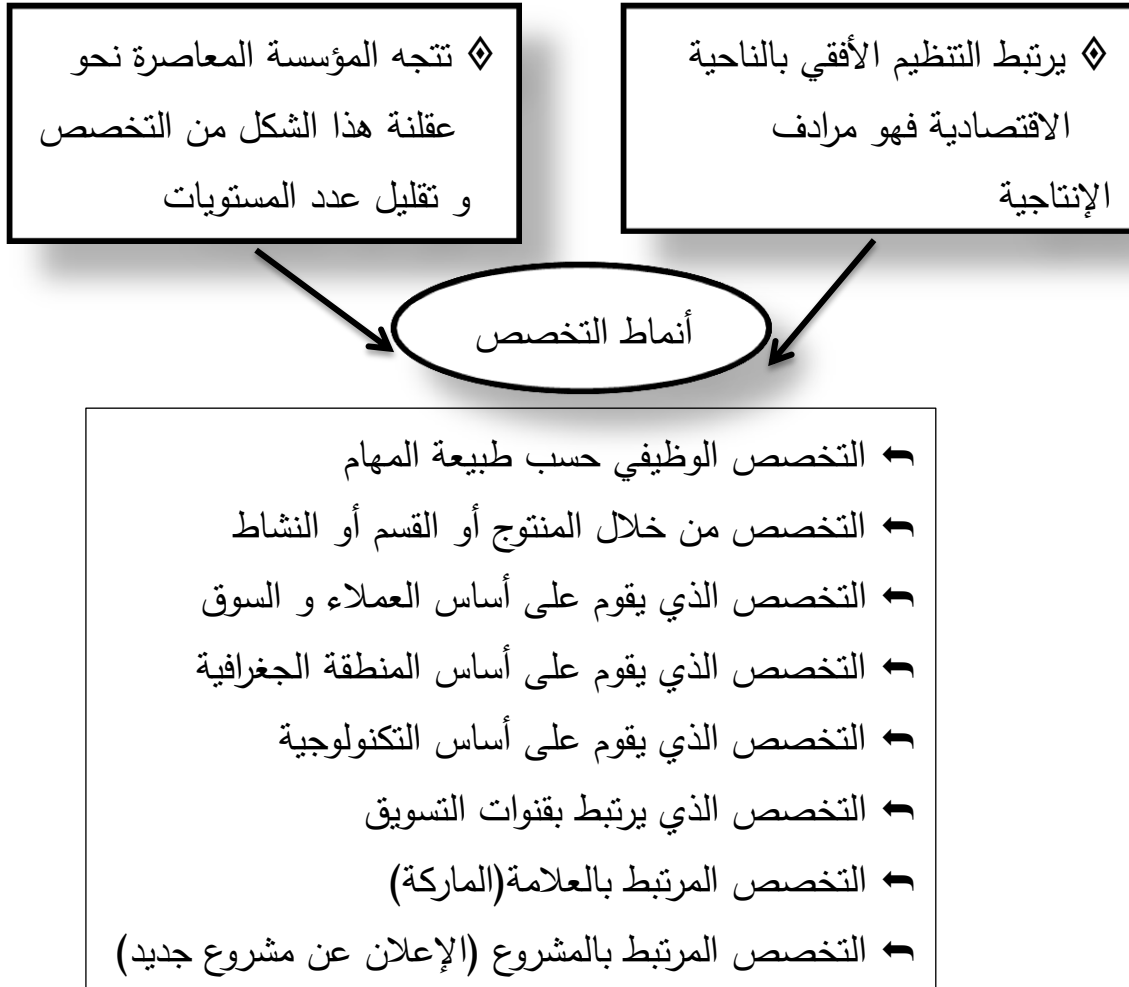 ◊ يرتبط التنظيم الأفقي بالناحية
الاقتصادية فهو مرادف
الإنتاجية
◊ تتجه المؤسسة المعاصرة نحو
عقلنة هذا الشكل من التخصص
و تقليل عدد المستويات
أنماط التخصص
التخصص الوظيفي حسب طبيعة المهام
التخصص من خلال المنتوج أو القسم أو النشاط
التخصص الذي يقوم على أساس العملاء و السوق
التخصص الذي يقوم على أساس المنطقة الجغرافية
التخصص الذي يقوم على أساس التكنولوجية
التخصص الذي يرتبط بقنوات التسويق
التخصص المرتبط بالعلامة(الماركة)
التخصص المرتبط بالمشروع (الإعلان عن مشروع جديد)